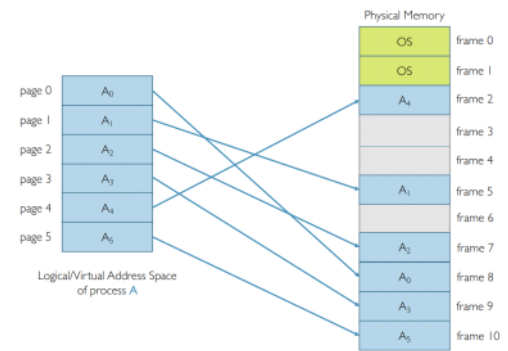 Physical Memory
OS frame 0
OS frame 1
A₄ frame 2
frame 3
frame 4
A₁ frame 5
frame 6
A₂ frame 7
A₀ frame 8
A₃ frame 9
A₅ frame 10
page 0 A₀
page 1 A₁
page 2 A₂
page 3 A₃
page 4 A₄
page 5 A₅
Logical/Virtual Address Space
of process A